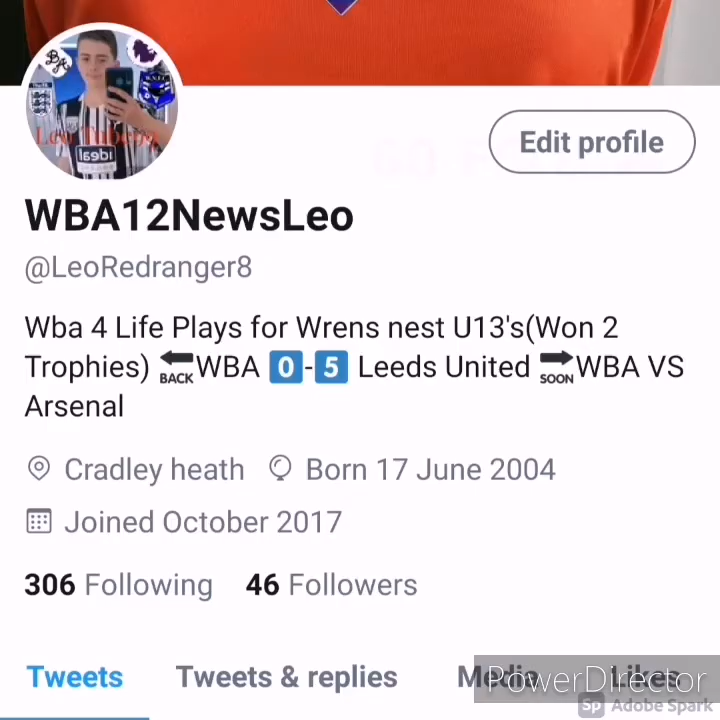 Edit profile
WBA12NewsLeo
@LeoRedranger8
Wba 4 Life Plays for Wrens nest U13's(Won 2
Trophies) 🔙WBA 0️⃣-5️⃣ Leeds United 🔜WBA VS
Arsenal
Cradley heath Born 17 June 2004
Joined October 2017
306 Following 46 Followers
Tweets Tweets & replies Media Likes
PowerDirector
Sp Adobe Spark